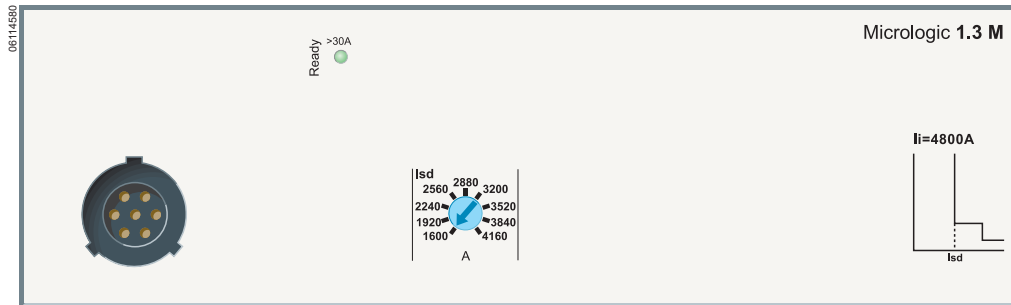 06114580
Micrologic 1.3 M
Ready
>30A
Ii=4800A
Isd
2880
2560 3200
2240 3520
1920 3840
1600 4160
A
Isd